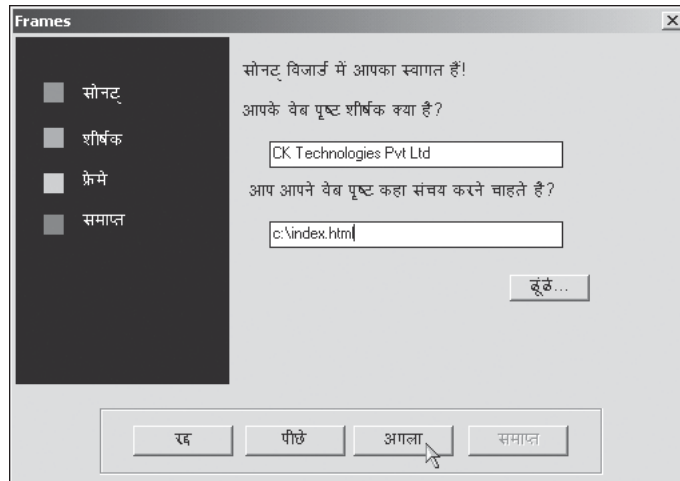 Frames
सोनट्
शीर्षक
फ्रेमे
समाप्त
सोनट् विजार्ड में आपका स्वागत हैं!
आपके वेब पृष्ट शीर्षक क्या है?
CK Technologies Pvt Ltd
आप आपने वेब पृष्ट कहा संचय करने चाहते है?
c:\index.html
ढूंढे...
रद्द पीछे अगला समाप्त